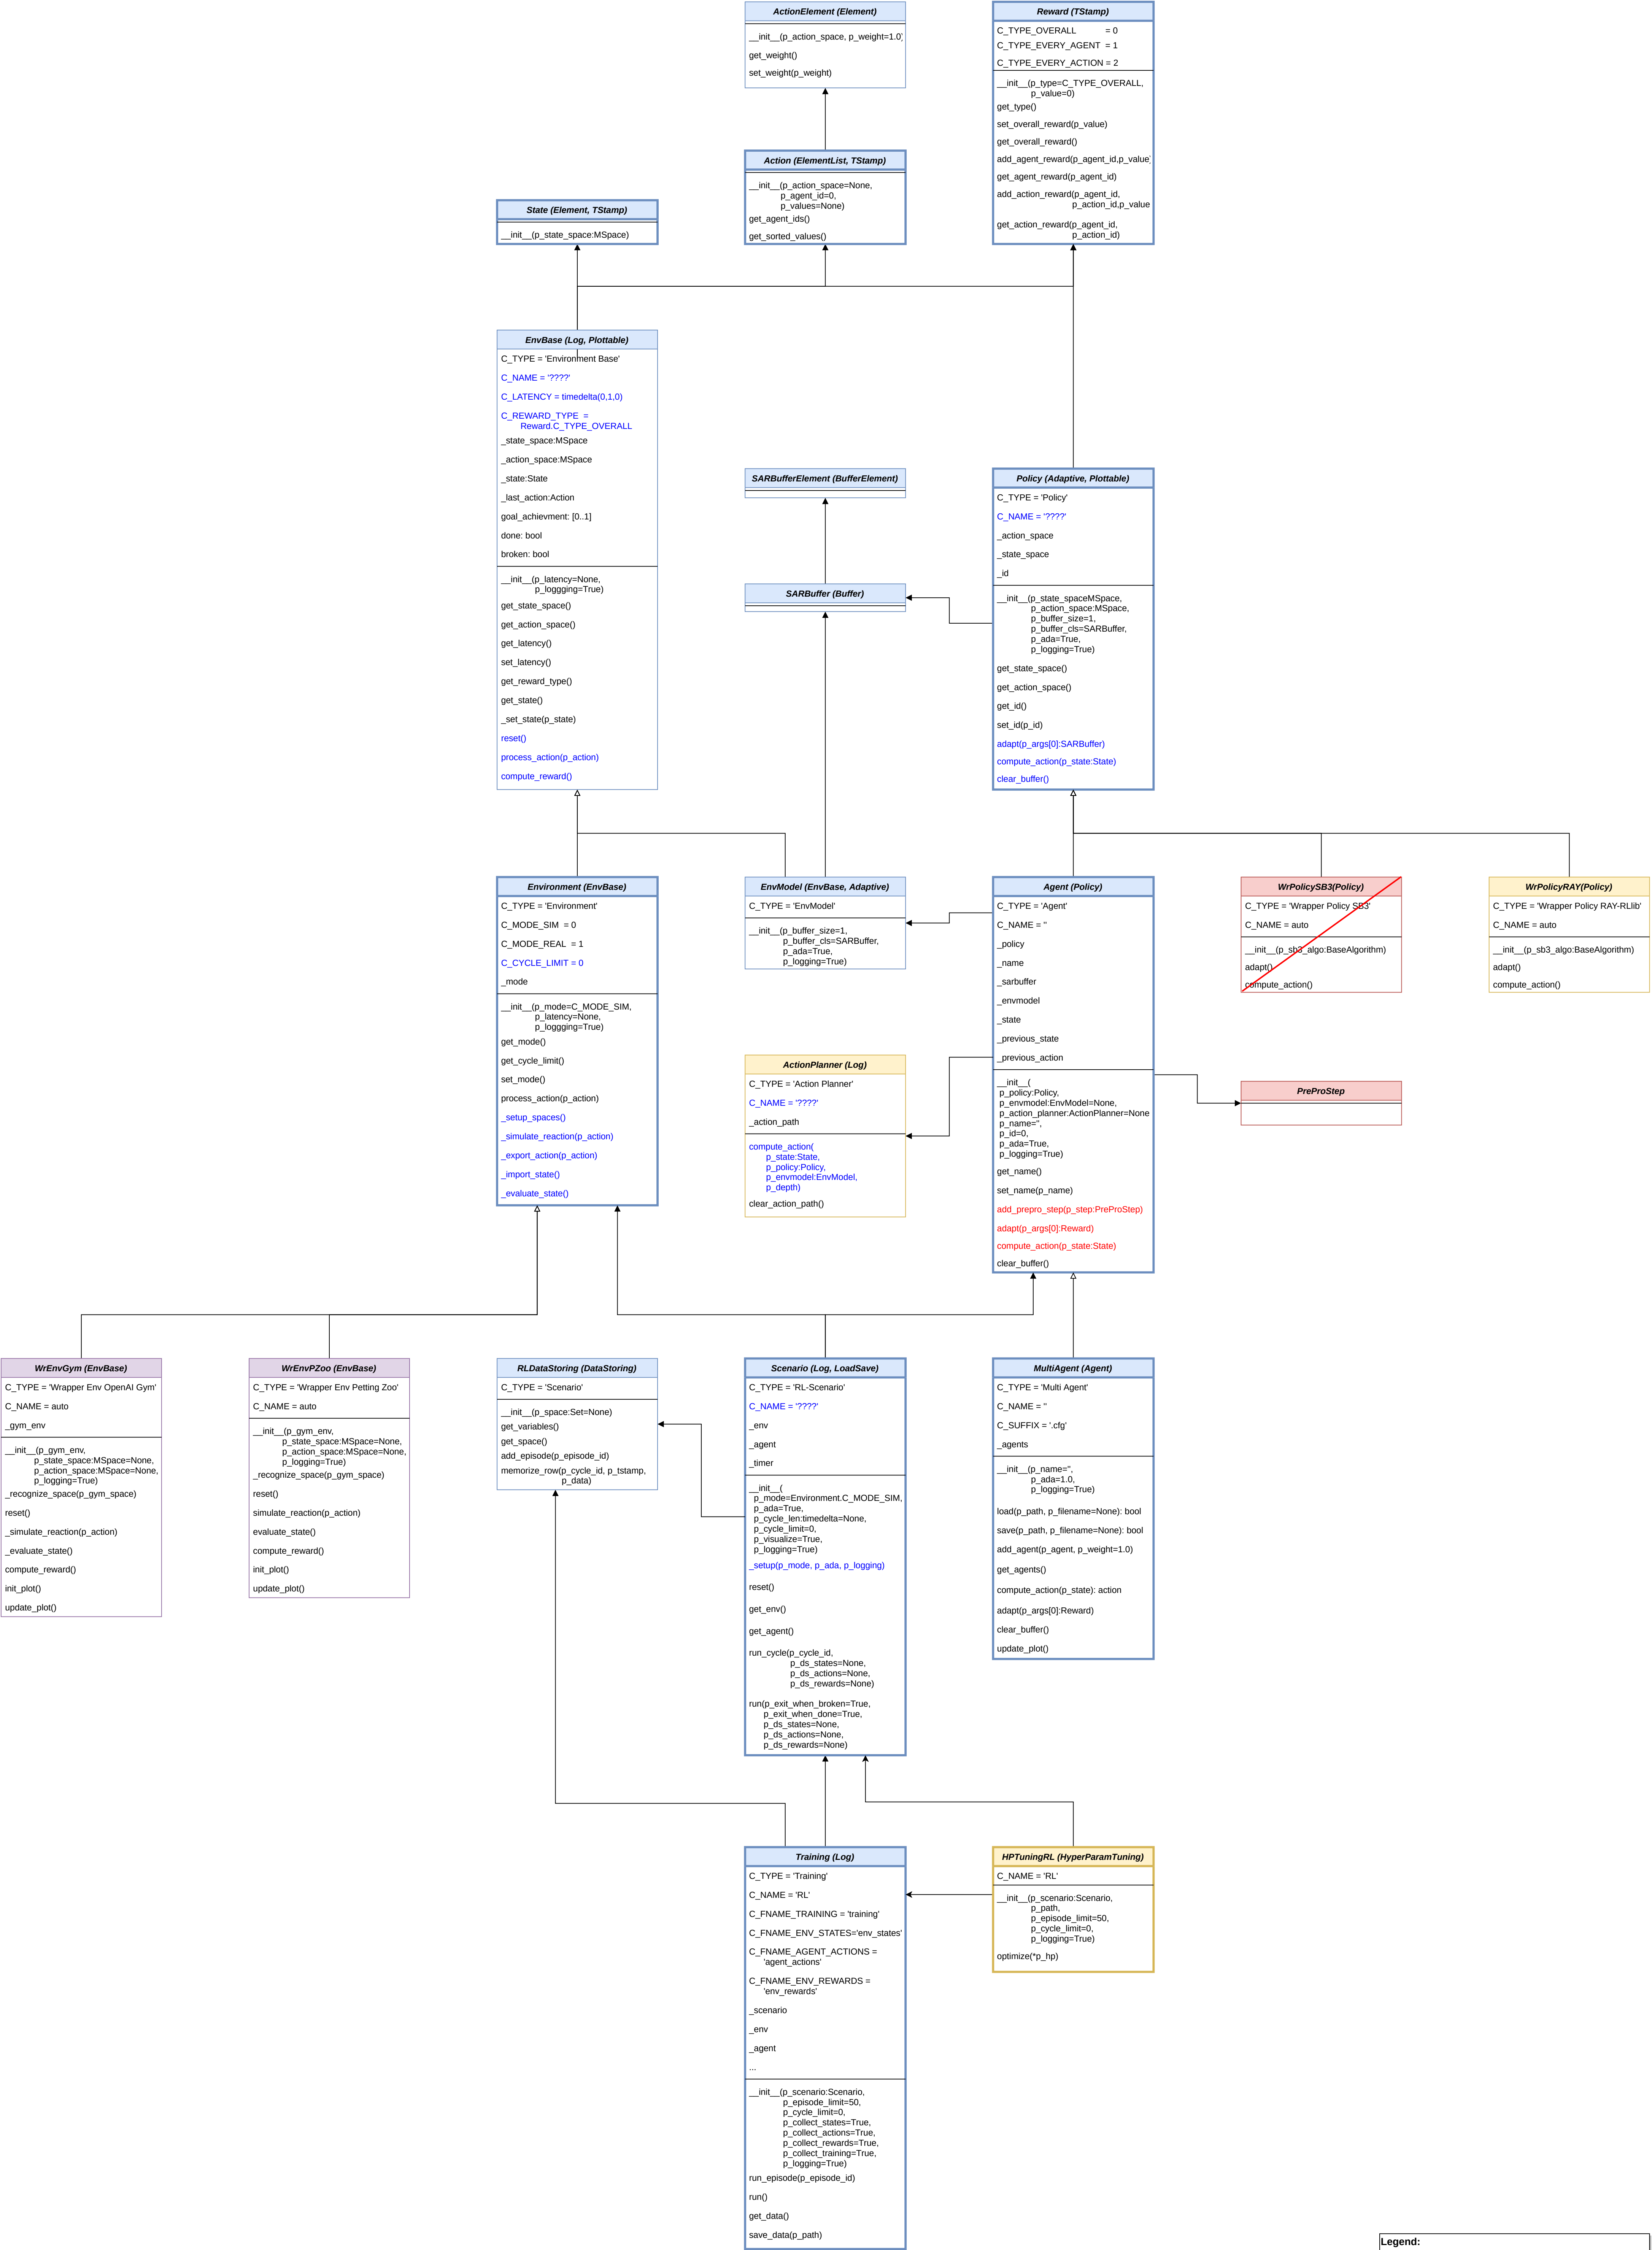 ActionElement (Element)
__init__(p_action_space, p_weight=1.0)
get_weight()
set_weight(p_weight)
Reward (TStamp)
C_TYPE_OVERALL = 0
C_TYPE_EVERY_AGENT = 1
C_TYPE_EVERY_ACTION = 2
__init__(p_type=C_TYPE_OVERALL,
p_value=0)
get_type()
set_overall_reward(p_value)
get_overall_reward()
add_agent_reward(p_agent_id,p_value)
get_agent_reward(p_agent_id)
add_action_reward(p_agent_id,
p_action_id,p_value
get_action_reward(p_agent_id,
p_action_id)
Action (ElementList, TStamp)
__init__(p_action_space=None,
p_agent_id=0,
p_values=None)
get_agent_ids()
get_sorted_values()
State (Element, TStamp)
__init__(p_state_space:MSpace)
EnvBase (Log, Plottable)
C_TYPE = 'Environment Base'
C_NAME = '????'
C_LATENCY = timedelta(0,1,0)
C_REWARD_TYPE =
Reward.C_TYPE_OVERALL
_state_space:MSpace
_action_space:MSpace
_state:State
_last_action:Action
goal_achievment: [0..1]
done: bool
broken: bool
__init__(p_latency=None,
p_loggging=True)
get_state_space()
get_action_space()
get_latency()
set_latency()
get_reward_type()
get_state()
_set_state(p_state)
reset()
process_action(p_action)
compute_reward()
SARBufferElement (BufferElement)
SARBuffer (Buffer)
Policy (Adaptive, Plottable)
C_TYPE = 'Policy'
C_NAME = '????'
_action_space
_state_space
_id
__init__(p_state_spaceMSpace,
p_action_space:MSpace,
p_buffer_size=1,
p_buffer_cls=SARBuffer,
p_ada=True,
p_logging=True)
get_state_space()
get_action_space()
get_id()
set_id(p_id)
adapt(p_args[0]:SARBuffer)
compute_action(p_state:State)
clear_buffer()
Environment (EnvBase)
C_TYPE = 'Environment'
C_MODE_SIM = 0
C_MODE_REAL = 1
C_CYCLE_LIMIT = 0
_mode
__init__(p_mode=C_MODE_SIM,
p_latency=None,
p_loggging=True)
get_mode()
get_cycle_limit()
set_mode()
process_action(p_action)
_setup_spaces()
_simulate_reaction(p_action)
_export_action(p_action)
_import_state()
_evaluate_state()
EnvModel (EnvBase, Adaptive)
C_TYPE = 'EnvModel'
__init__(p_buffer_size=1,
p_buffer_cls=SARBuffer,
p_ada=True,
p_logging=True)
Agent (Policy)
C_TYPE = 'Agent'
C_NAME = ''
_policy
_name
_sarbuffer
_envmodel
_state
_previous_state
_previous_action
__init__(
p_policy:Policy,
p_envmodel:EnvModel=None,
p_action_planner:ActionPlanner=None
p_name='',
p_id=0,
p_ada=True,
p_logging=True)
get_name()
set_name(p_name)
add_prepro_step(p_step:PreProStep)
adapt(p_args[0]:Reward)
compute_action(p_state:State)
clear_buffer()
WrPolicySB3(Policy)
C_TYPE = 'Wrapper Policy SB3'
C_NAME = auto
__init__(p_sb3_algo:BaseAlgorithm)
adapt()
compute_action()
WrPolicyRAY(Policy)
C_TYPE = 'Wrapper Policy RAY-RLlib'
C_NAME = auto
__init__(p_sb3_algo:BaseAlgorithm)
adapt()
compute_action()
ActionPlanner (Log)
C_TYPE = 'Action Planner'
C_NAME = '????'
_action_path
compute_action(
p_state:State,
p_policy:Policy,
p_envmodel:EnvModel,
p_depth)
clear_action_path()
PreProStep
WrEnvGym (EnvBase)
C_TYPE = 'Wrapper Env OpenAI Gym'
C_NAME = auto
_gym_env
__init__(p_gym_env,
p_state_space:MSpace=None,
p_action_space:MSpace=None,
p_logging=True)
_recognize_space(p_gym_space)
reset()
_simulate_reaction(p_action)
_evaluate_state()
compute_reward()
init_plot()
update_plot()
WrEnvPZoo (EnvBase)
C_TYPE = 'Wrapper Env Petting Zoo'
C_NAME = auto
__init__(p_gym_env,
p_state_space:MSpace=None,
p_action_space:MSpace=None,
p_logging=True)
_recognize_space(p_gym_space)
reset()
simulate_reaction(p_action)
evaluate_state()
compute_reward()
init_plot()
update_plot()
RLDataStoring (DataStoring)
C_TYPE = 'Scenario'
__init__(p_space:Set=None)
get_variables()
get_space()
add_episode(p_episode_id)
memorize_row(p_cycle_id, p_tstamp,
p_data)
Scenario (Log, LoadSave)
C_TYPE = 'RL-Scenario'
C_NAME = '????'
_env
_agent
_timer
__init__(
p_mode=Environment.C_MODE_SIM,
p_ada=True,
p_cycle_len:timedelta=None,
p_cycle_limit=0,
p_visualize=True,
p_logging=True)
_setup(p_mode, p_ada, p_logging)
reset()
get_env()
get_agent()
run_cycle(p_cycle_id,
p_ds_states=None,
p_ds_actions=None,
p_ds_rewards=None)
run(p_exit_when_broken=True,
p_exit_when_done=True,
p_ds_states=None,
p_ds_actions=None,
p_ds_rewards=None)
MultiAgent (Agent)
C_TYPE = 'Multi Agent'
C_NAME = ''
C_SUFFIX = '.cfg'
_agents
__init__(p_name='',
p_ada=1.0,
p_logging=True)
load(p_path, p_filename=None): bool
save(p_path, p_filename=None): bool
add_agent(p_agent, p_weight=1.0)
get_agents()
compute_action(p_state): action
adapt(p_args[0]:Reward)
clear_buffer()
update_plot()
Training (Log)
C_TYPE = 'Training'
C_NAME = 'RL'
C_FNAME_TRAINING = 'training'
C_FNAME_ENV_STATES='env_states'
C_FNAME_AGENT_ACTIONS =
'agent_actions'
C_FNAME_ENV_REWARDS =
'env_rewards'
_scenario
_env
_agent
...
__init__(p_scenario:Scenario,
p_episode_limit=50,
p_cycle_limit=0,
p_collect_states=True,
p_collect_actions=True,
p_collect_rewards=True,
p_collect_training=True,
p_logging=True)
run_episode(p_episode_id)
run()
get_data()
save_data(p_path)
HPTuningRL (HyperParamTuning)
C_NAME = 'RL'
__init__(p_scenario:Scenario,
p_path,
p_episode_limit=50,
p_cycle_limit=0,
p_logging=True)
optimize(*p_hp)
Legend: